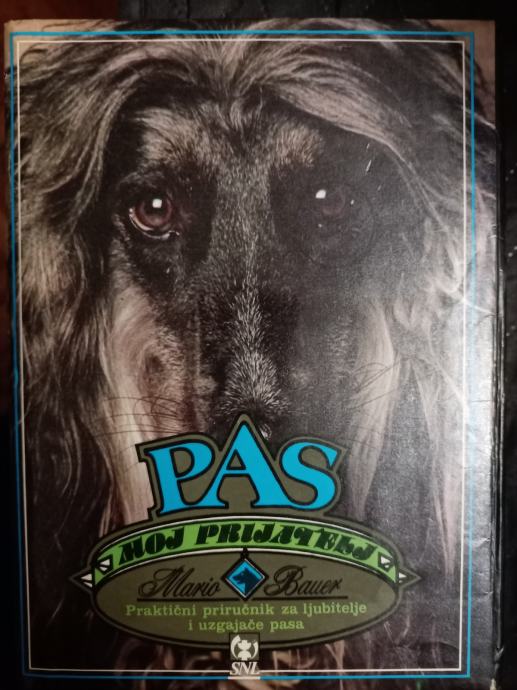 PAS
MOJ PRIJATELJ
Mario Bauer
Praktični priručnik za ljubitelje
i uzgajače pasa
SNL